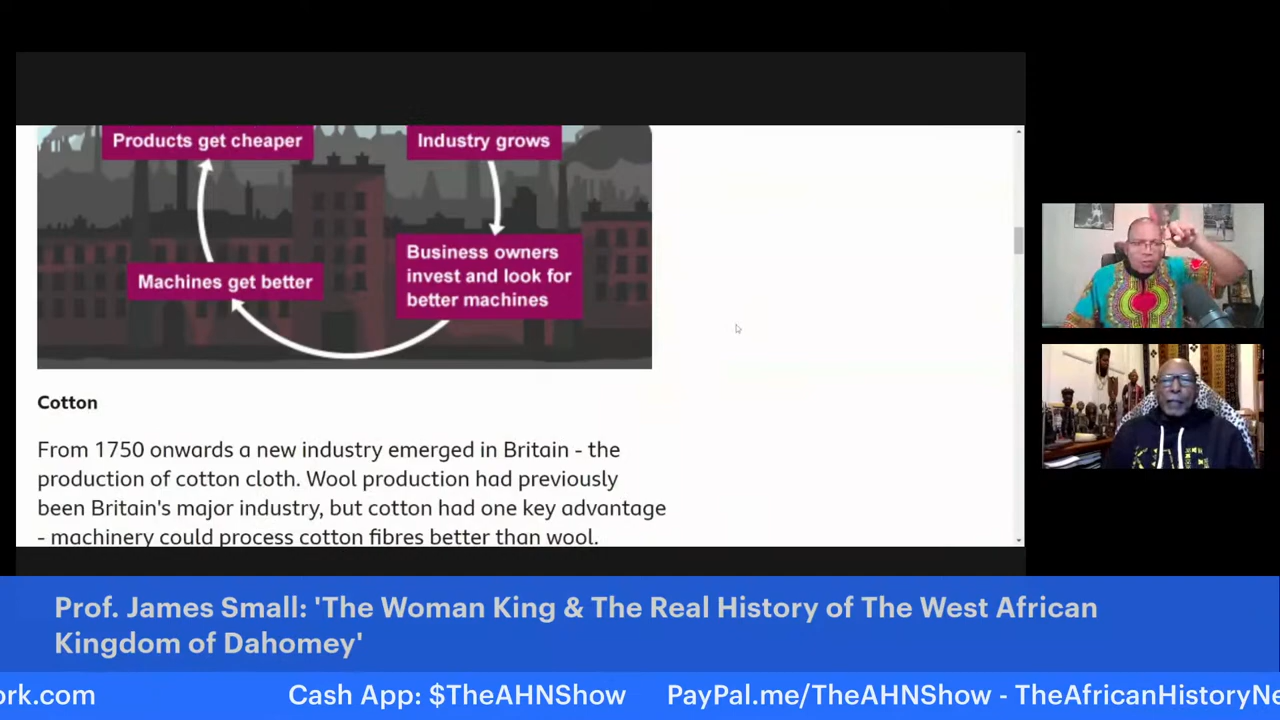 Products get cheaper
Industry grows
Business owners
invest and look for
better machines
Machines get better
Cotton
From 1750 onwards a new industry emerged in Britain - the
production of cotton cloth. Wool production had previously
been Britain's major industry, but cotton had one key advantage
- machinery could process cotton fibres better than wool.
Prof. James Small: 'The Woman King & The Real History of The West African
Kingdom of Dahomey'
ork.com Cash App: $TheAHNShow PayPal.me/TheAHNShow - TheAfricanHistoryNe